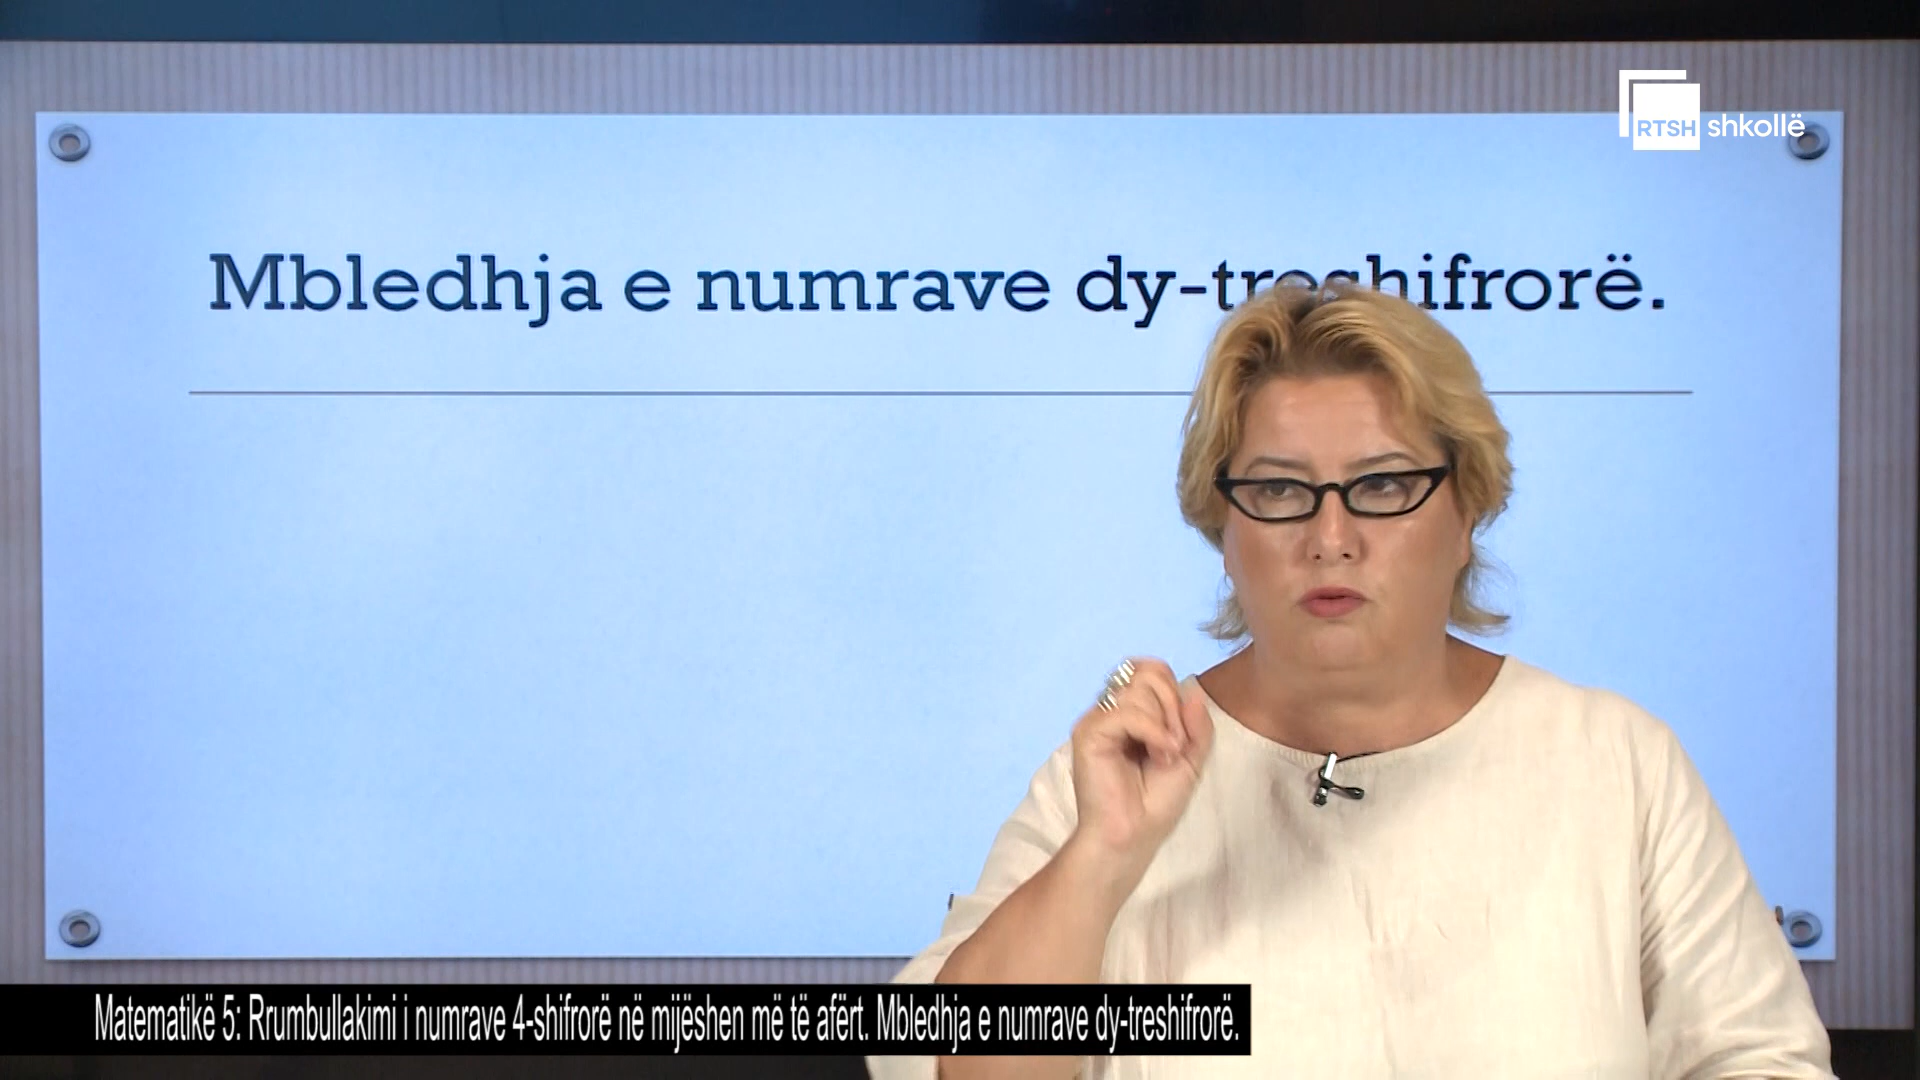 RTSH shkollë
Mbledhja e numrave dy-treshifrorë.
Matematikë 5: Rrumbullakimi i numrave 4-shifrorë në mijëshen më të afërt. Mbledhja e numrave dy-treshifrorë.